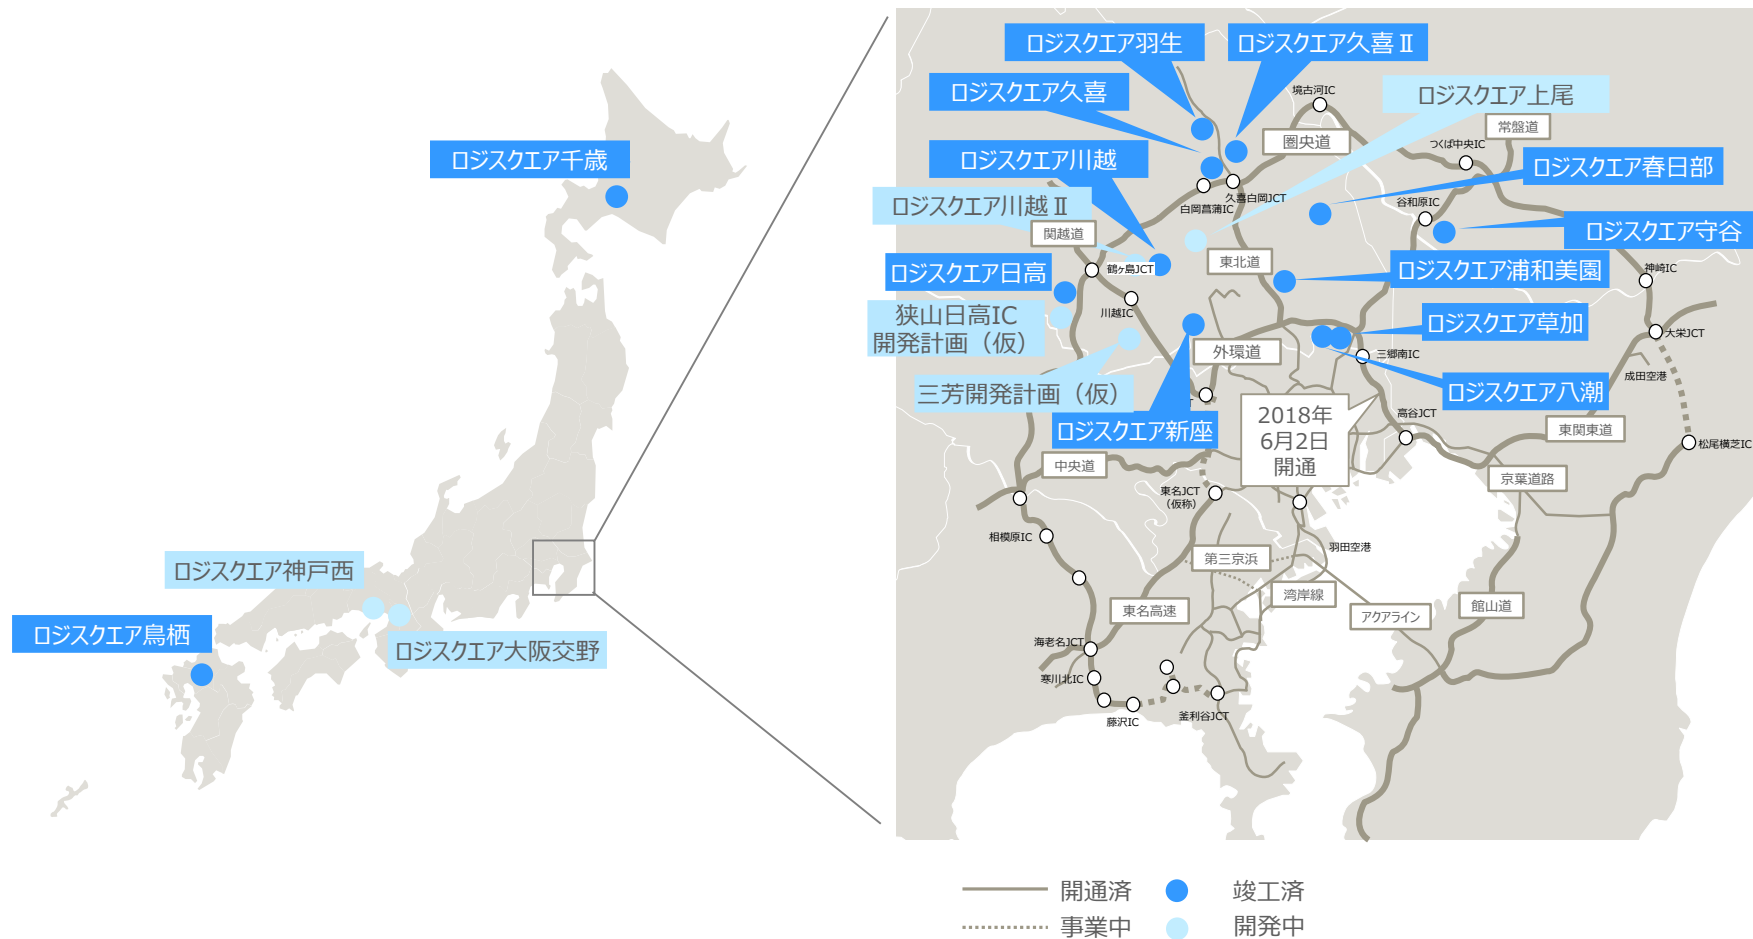 ロジスクエア千歳
ロジスクエア神戸西
ロジスクエア鳥栖
ロジスクエア大阪交野
ロジスクエア羽生
ロジスクエア久喜Ⅱ
ロジスクエア久喜
ロジスクエア上尾
境古河IC
常盤道
圏央道
つくば中央IC
ロジスクエア川越
ロジスクエア春日部
久喜白岡JCT
白岡菖蒲IC
ロジスクエア川越Ⅱ
谷和原IC
関越道
ロジスクエア守谷
東北道
鶴ヶ島JCT
ロジスクエア日高
ロジスクエア浦和美園
神崎IC
川越IC
狭山日高IC
開発計画（仮）
ロジスクエア草加
大栄JCT
外環道
三郷南IC
成田空港
三芳開発計画（仮）
ロジスクエア八潮
T
2018年
6月2日
開通
高谷JCT
ロジスクエア新座
東関東道
松尾横芝IC
中央道
京葉道路
東名JCT
（仮称）
相模原IC
羽田空港
第三京浜
湾岸線
東名高速
館山道
アクアライン
海老名JCT
寒川北IC
藤沢IC
釜利谷JCT
開通済
竣工済
事業中
開発中